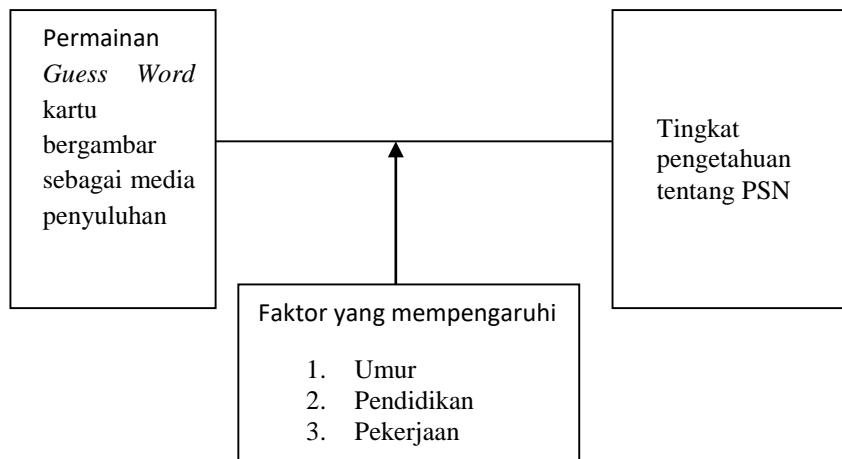 Permainan
Guess Word
kartu
bergambar
sebagai media
penyuluhan
Tingkat
pengetahuan
tentang PSN
Faktor yang mempengaruhi
1. Umur
2. Pendidikan
3. Pekerjaan